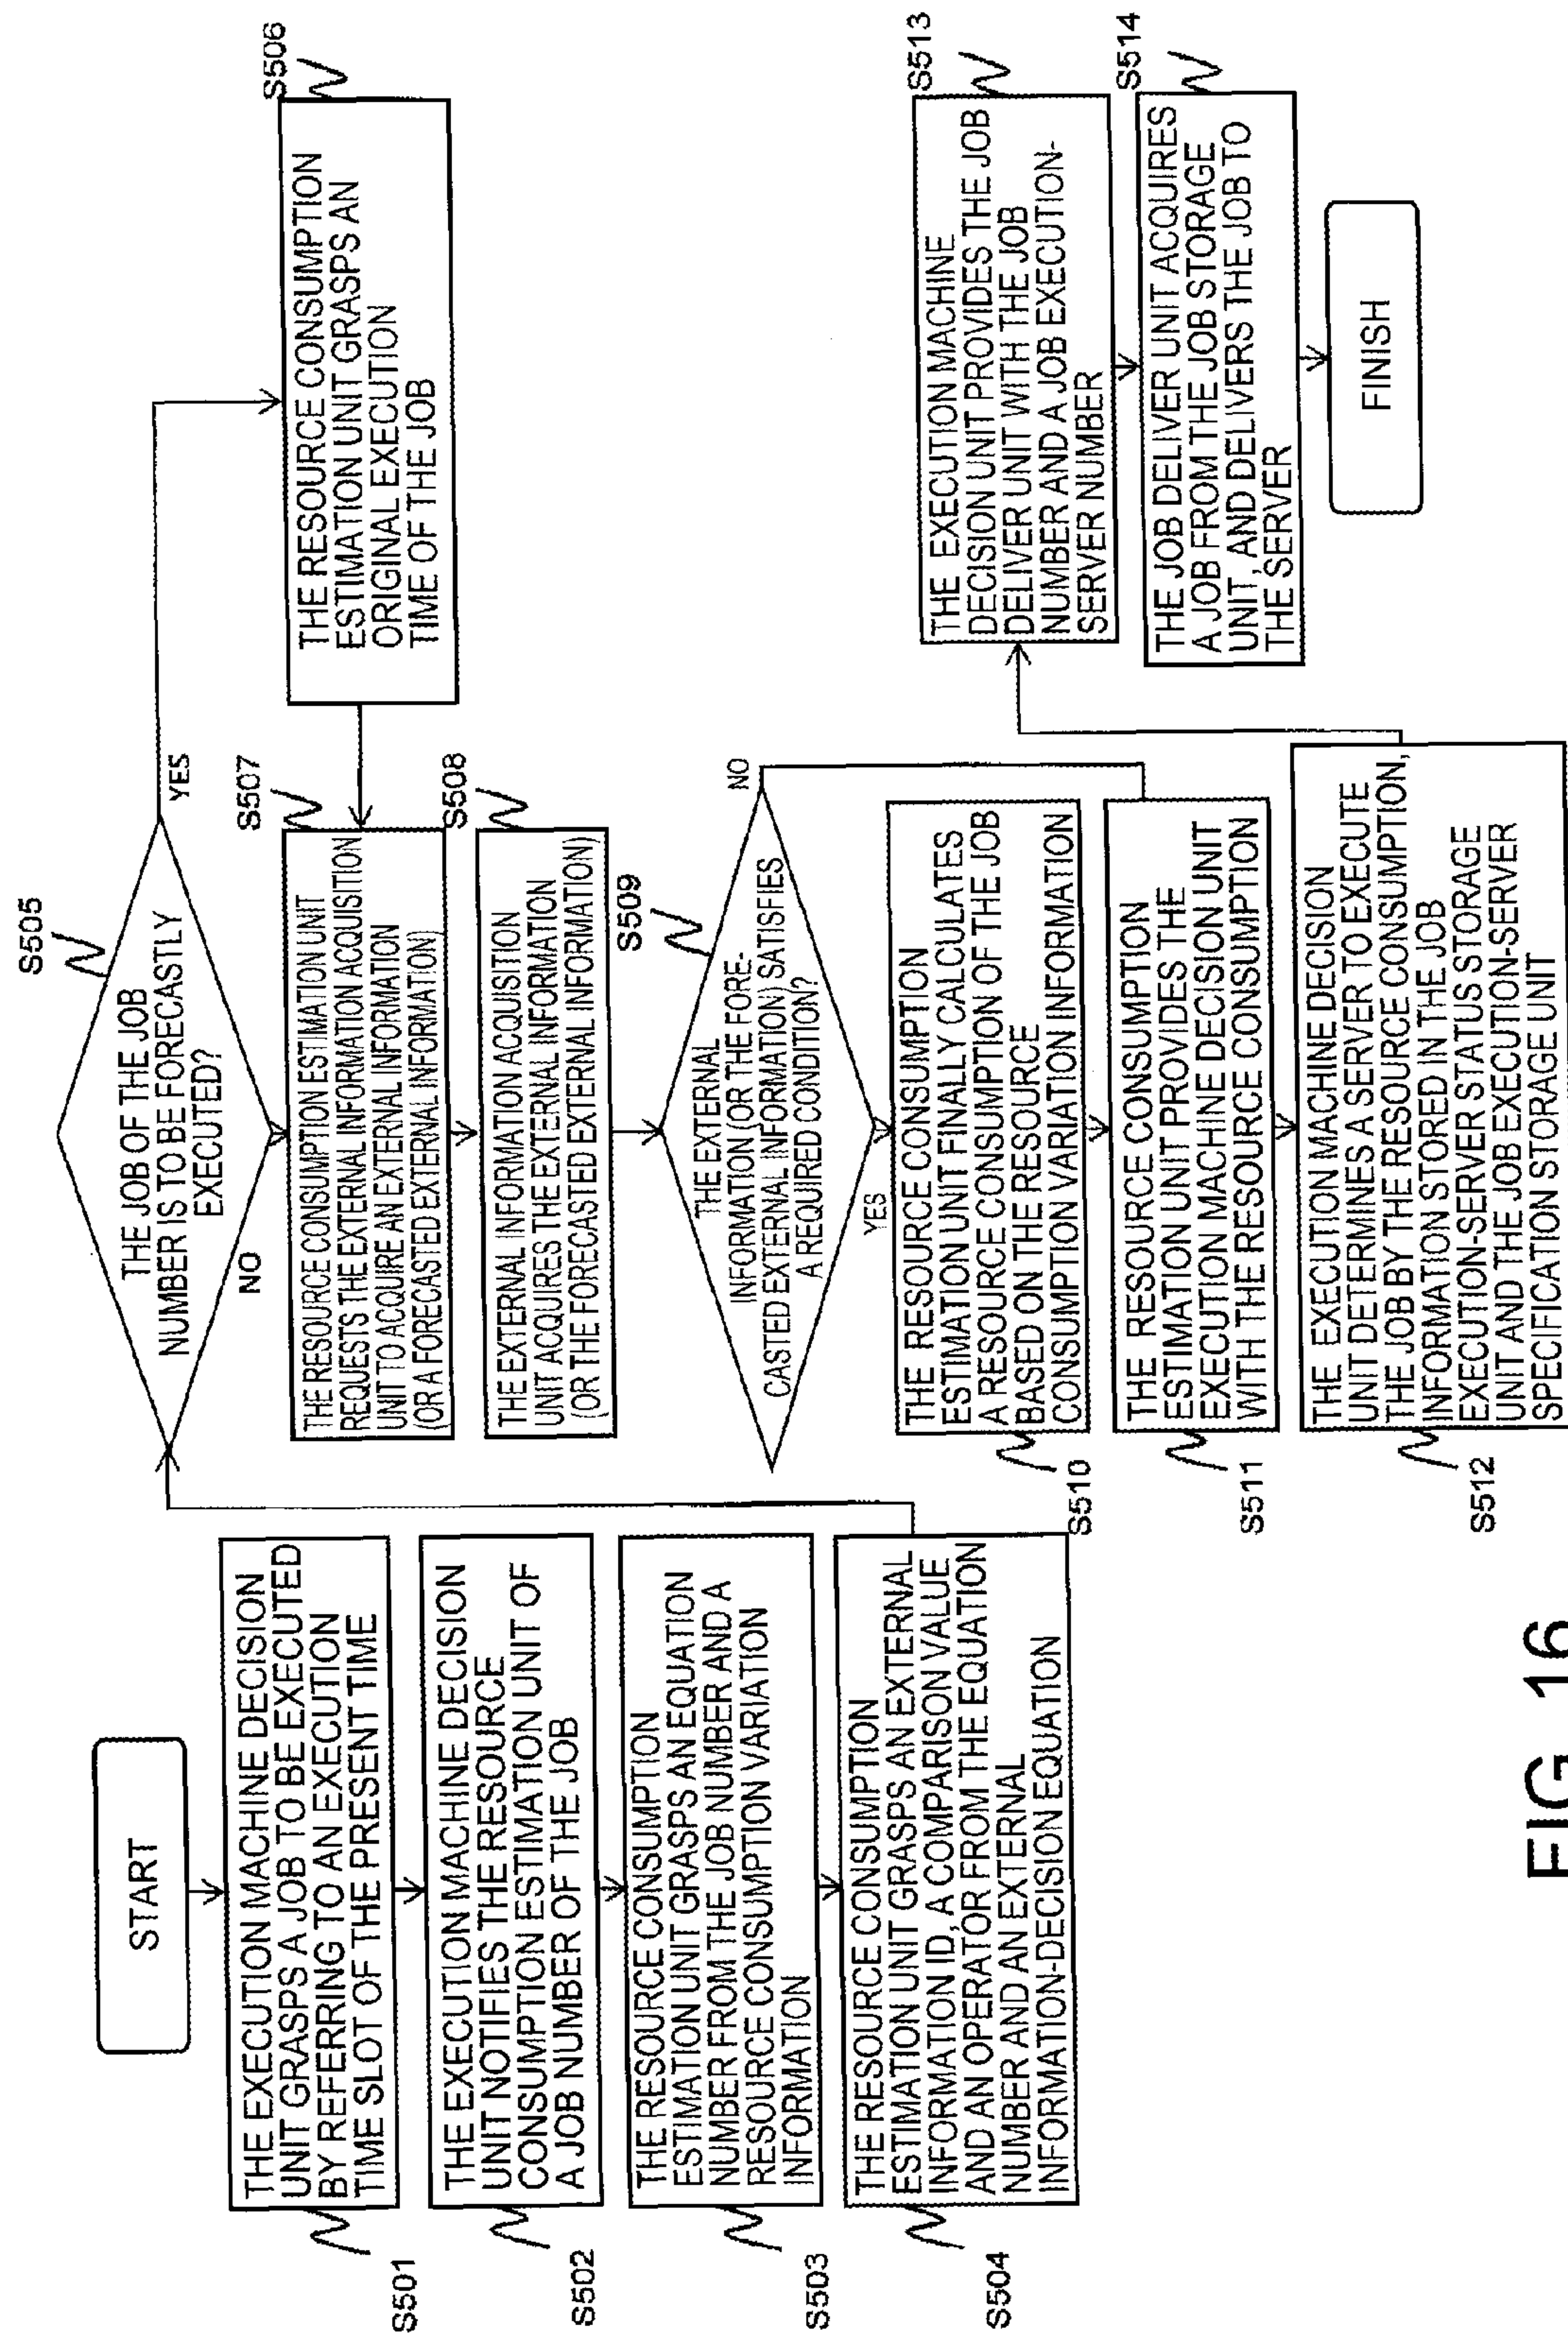 START
S501
THE EXECUTION MACHINE DECISION
UNIT GRASPS A JOB TO BE EXECUTED
BY REFERRING TO AN EXECUTION
TIME SLOT OF THE PRESENT TIME
S502
THE EXECUTION MACHINE DECISION
UNIT NOTIFIES THE RESOURCE
CONSUMPTION ESTIMATION UNIT OF
A JOB NUMBER OF THE JOB
S503
THE RESOURCE CONSUMPTION
ESTIMATION UNIT GRASPS AN EQUATION
NUMBER FROM THE JOB NUMBER AND A
RESOURCE CONSUMPTION VARIATION
INFORMATION
S504
THE RESOURCE CONSUMPTION
ESTIMATION UNIT GRASPS AN EXTERNAL
INFORMATION ID, A COMPARISON VALUE
AND AN OPERATOR FROM THE EQUATION
NUMBER AND AN EXTERNAL
INFORMATION-DECISION EQUATION
S505
THE JOB OF THE JOB
NUMBER IS TO BE FORECASTLY
EXECUTED?
NO
YES
S506
THE RESOURCE CONSUMPTION
ESTIMATION UNIT GRASPS AN
ORIGINAL EXECUTION
TIME OF THE JOB
S507
THE RESOURCE CONSUMPTION ESTIMATION UNIT
REQUESTS THE EXTERNAL INFORMATION ACQUISITION
UNIT TO ACQUIRE AN EXTERNAL INFORMATION
(OR A FORECASTED EXTERNAL INFORMATION)
S508
THE EXTERNAL INFORMATION ACQUISITION
UNIT ACQUIRES THE EXTERNAL INFORMATION
(OR THE FORECASTED EXTERNAL INFORMATION)
S509
THE EXTERNAL
INFORMATION (OR THE FORE-
CASTED EXTERNAL INFORMATION) SATISFIES
A REQUIRED CONDITION?
NO
YES
S510
THE RESOURCE CONSUMPTION
ESTIMATION UNIT FINALLY CALCULATES
A RESOURCE CONSUMPTION OF THE JOB
BASED ON THE RESOURCE
CONSUMPTION VARIATION INFORMATION
S511
THE RESOURCE CONSUMPTION
ESTIMATION UNIT PROVIDES THE
EXECUTION MACHINE DECISION UNIT
WITH THE RESOURCE CONSUMPTION
S512
THE EXECUTION MACHINE DECISION
UNIT DETERMINES A SERVER TO EXECUTE
THE JOB BY THE RESOURCE CONSUMPTION,
INFORMATION STORED IN THE JOB
EXECUTION-SERVER STATUS STORAGE
UNIT AND THE JOB EXECUTION-SERVER
SPECIFICATION STORAGE UNIT
S513
THE EXECUTION MACHINE
DECISION UNIT PROVIDES THE JOB
DELIVER UNIT WITH THE JOB
NUMBER AND A JOB EXECUTION-
SERVER NUMBER
S514
THE JOB DELIVER UNIT ACQUIRES
A JOB FROM THE JOB STORAGE
UNIT, AND DELIVERS THE JOB TO
THE SERVER
FINISH
FIG. 16